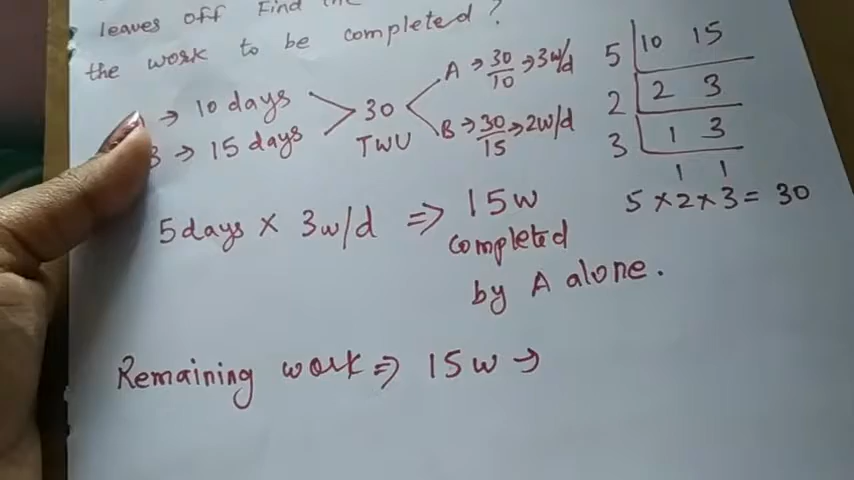 leaves off Find the
the work to be completed?
→ 10 days
→ 15 days
30
TWU
A → 30/10 → 3w/d
B → 30/15 → 2w/d
5 | 10 15
2 | 2 3
3 | 1 3
1 1
5 × 2 × 3 = 30
5days × 3w/d ⇒ 15w
completed
by A alone.
Remaining work ⇒ 15w →